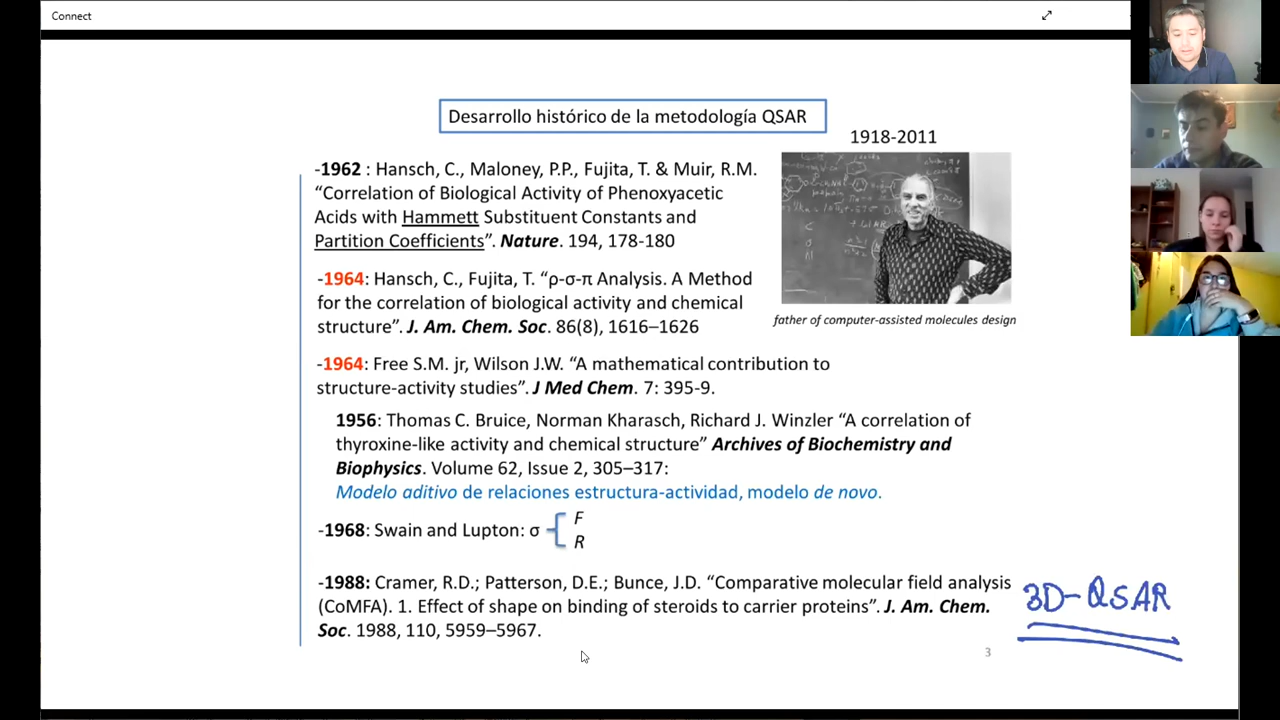 Connect
Desarrollo histórico de la metodología QSAR
1918-2011
-1962 : Hansch, C., Maloney, P.P., Fujita, T. & Muir, R.M.
“Correlation of Biological Activity of Phenoxyacetic
Acids with Hammett Substituent Constants and
Partition Coefficients”. Nature. 194, 178-180
-1964: Hansch, C., Fujita, T. “ρ-σ-π Analysis. A Method
for the correlation of biological activity and chemical
structure”. J. Am. Chem. Soc. 86(8), 1616–1626
father of computer-assisted molecules design
-1964: Free S.M. jr, Wilson J.W. “A mathematical contribution to
structure-activity studies”. J Med Chem. 7: 395-9.
1956: Thomas C. Bruice, Norman Kharasch, Richard J. Winzler “A correlation of
thyroxine-like activity and chemical structure” Archives of Biochemistry and
Biophysics. Volume 62, Issue 2, 305–317:
Modelo aditivo de relaciones estructura-actividad, modelo de novo.
-1968: Swain and Lupton: σ
F
R
-1988: Cramer, R.D.; Patterson, D.E.; Bunce, J.D. “Comparative molecular field analysis
(CoMFA). 1. Effect of shape on binding of steroids to carrier proteins”. J. Am. Chem.
Soc. 1988, 110, 5959–5967.
3D-QSAR
3